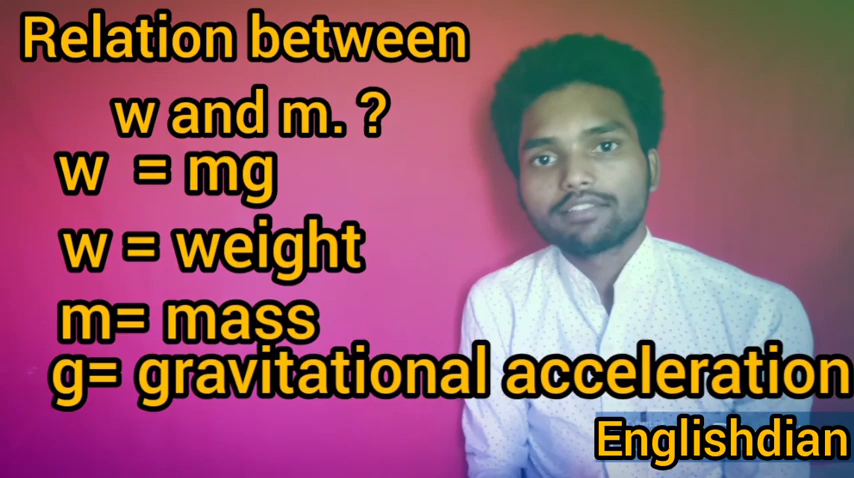 Relation between
w and m. ?
w = mg
w = weight
m= mass
g= gravitational acceleration
Englishdian